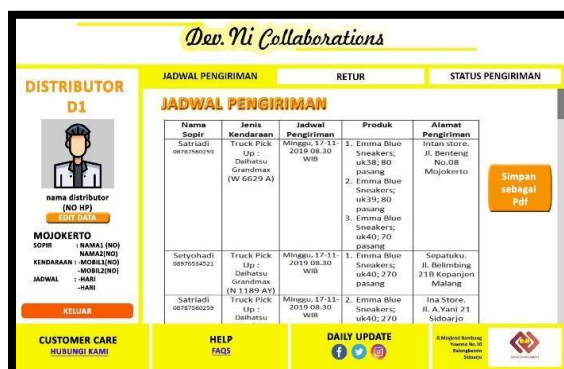 Dev. Ni Collaborations
JADWAL PENGIRIMAN
RETUR
STATUS PENGIRIMAN
DISTRIBUTOR
D1
nama distributor
(NO HP)
EDIT DATA
MOJOKERTO
SOPIR : NAMA1 (NO)
NAMA2(NO)
KENDARAAN : -MOBIL1(NO)
-MOBIL2(NO)
JADWAL : -HARI
-HARI
KELUAR
JADWAL PENGIRIMAN
Nama Sopir
Jenis Kendaraan
Jadwal Pengiriman
Produk
Alamat Pengiriman
Satriadi
08787560259
Truck Pick
Up :
Daihatsu
Grandmax
(W 6629 A)
Minggu, 17-11-
2019 08.30
WIB
1. Emma Blue
Sneakers;
uk38; 80
pasang
2. Emma Blue
Sneakers;
uk39; 80
pasang
3. Emma Blue
Sneakers;
uk40; 70
pasang
Intan store.
Jl. Benteng
No.08
Mojokerto
Setyohadi
08976534521
Truck Pick
Up :
Daihatsu
Grandmax
(N 1189 AY)
Minggu, 17-11-
2019 08.30
WIB
1. Emma Blue
Sneakers;
uk40; 270
pasang
Sepatuku.
Jl. Belimbing
21B Kepanjen
Malang
Satriadi
08787560259
Truck Pick
Up :
Daihatsu
Minggu, 17-11-
2019 08.30
WIB
2. Emma Blue
Sneakers;
uk40; 270
Ina Store.
Jl. A.Yani 21
Sidoarjo
Simpan
sebagai
Pdf
CUSTOMER CARE
HUBUNGI KAMI
HELP
FAQS
DAILY UPDATE
No.10
Balongbendo
Sidoarjo